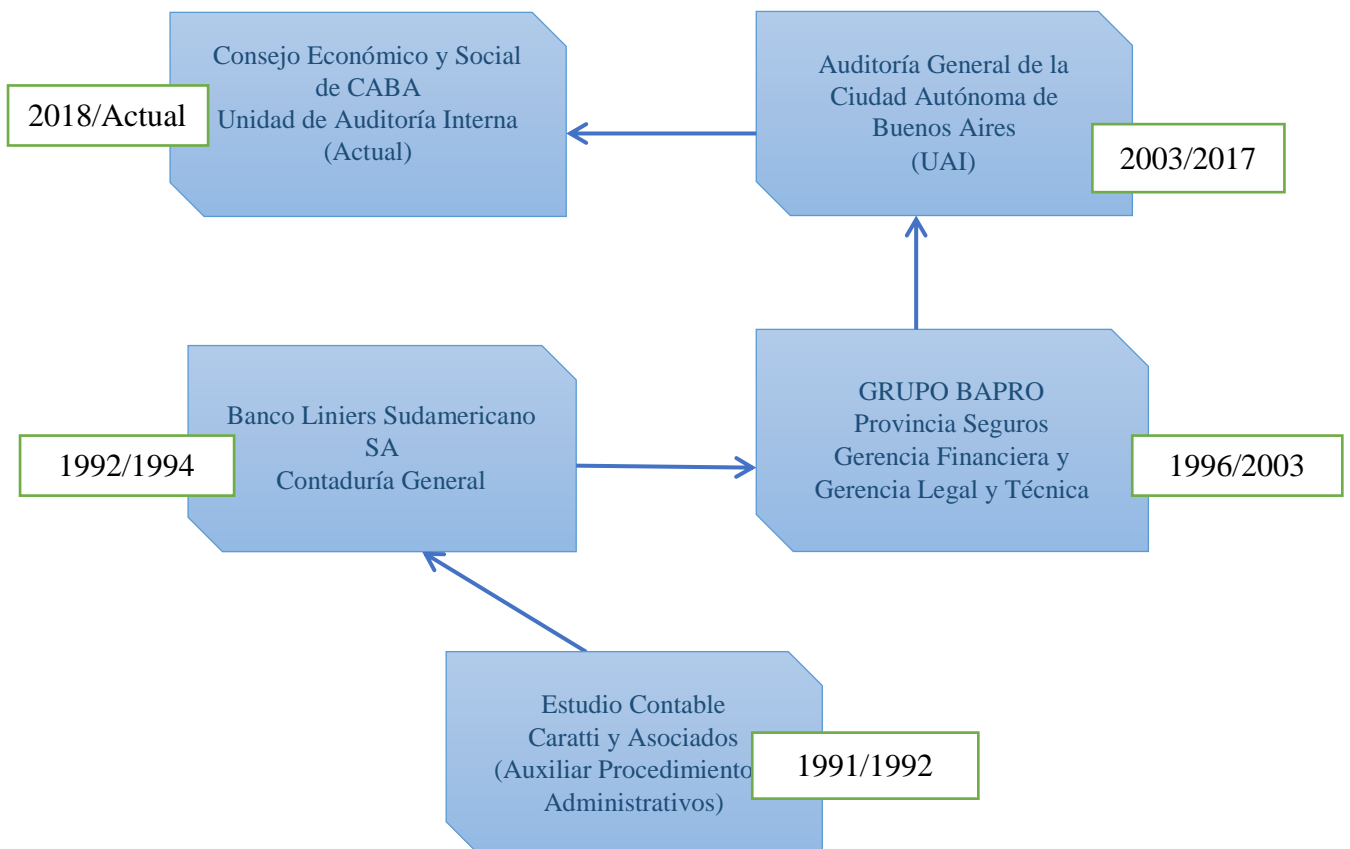 Consejo Económico y Social
de CABA
Unidad de Auditoría Interna
(Actual)
2018/Actual
Auditoría General de la
Ciudad Autónoma de
Buenos Aires
(UAI)
2003/2017
Banco Liniers Sudamericano
SA
Contaduría General
1992/1994
GRUPO BAPRO
Provincia Seguros
Gerencia Financiera y
Gerencia Legal y Técnica
1996/2003
Estudio Contable
Caratti y Asociados
(Auxiliar Procedimiento
Administrativos)
1991/1992